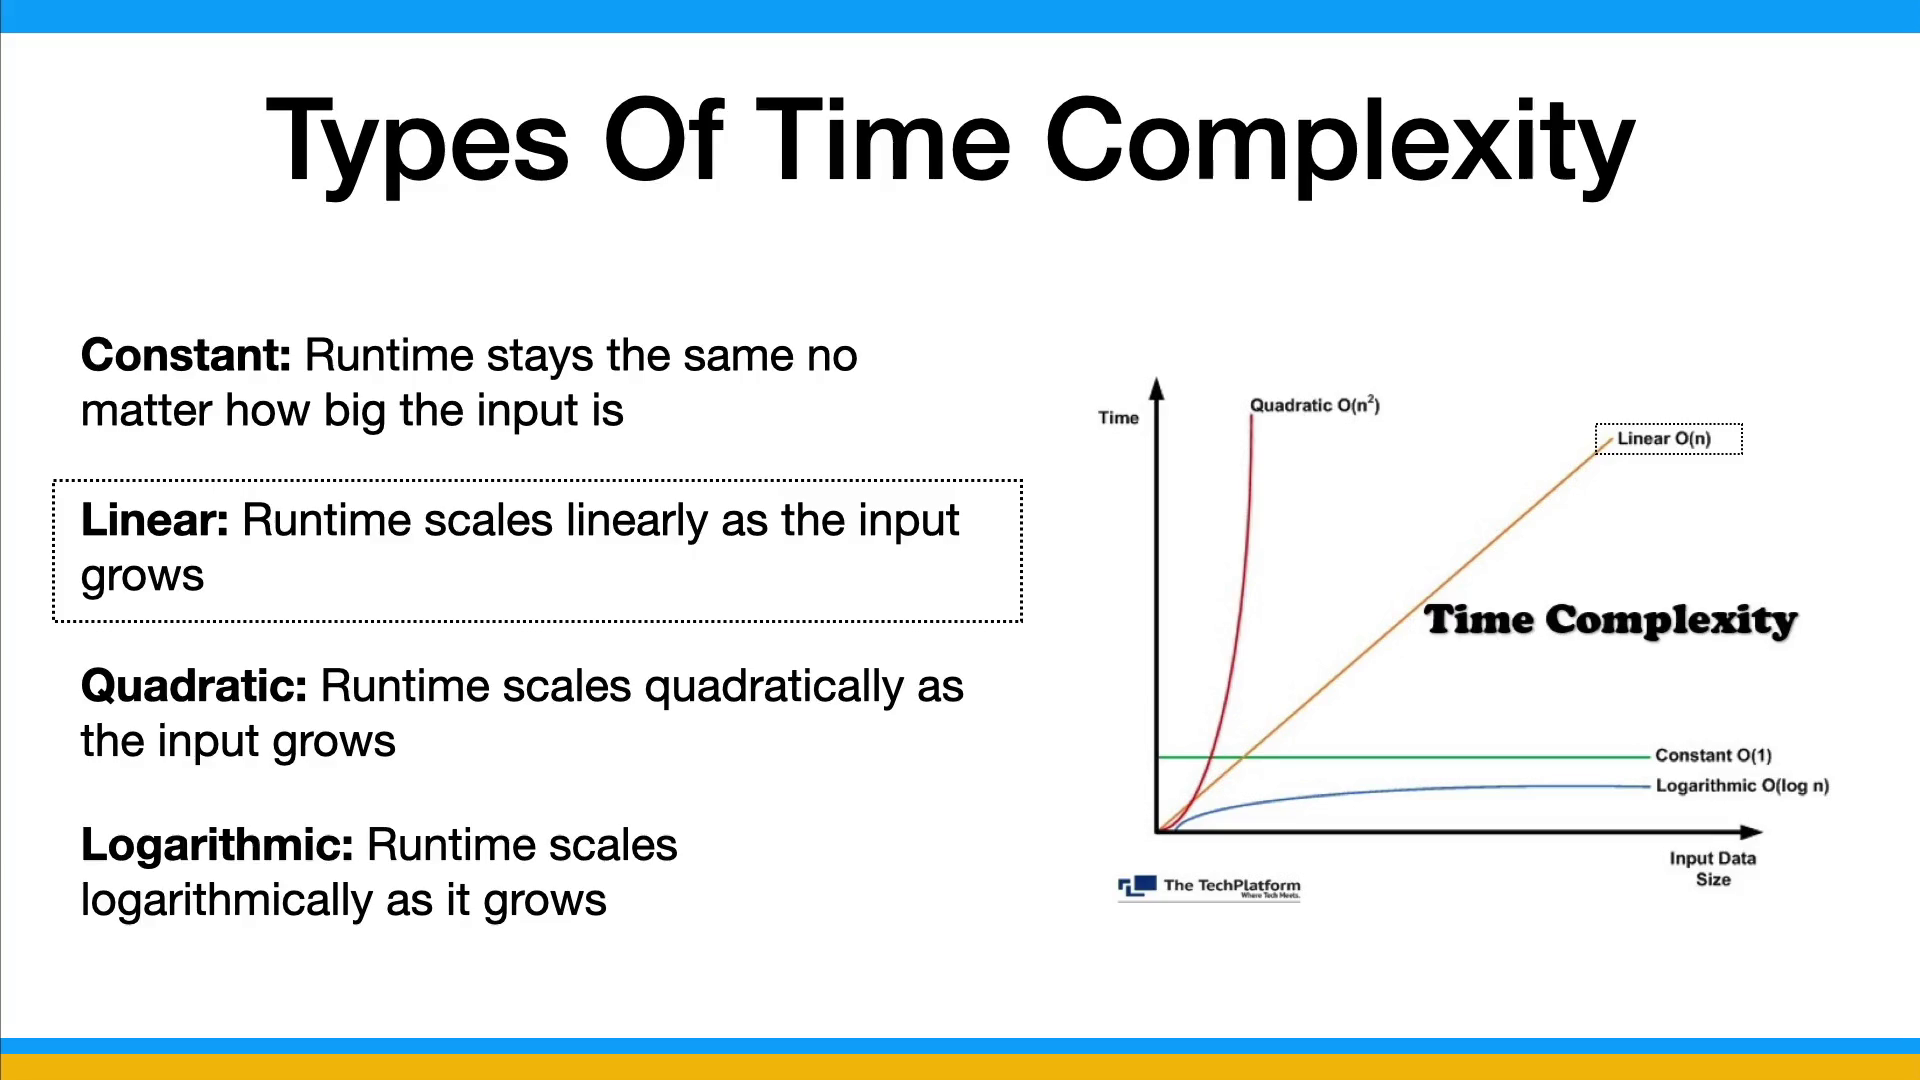 Types Of Time Complexity
Constant: Runtime stays the same no
matter how big the input is
Linear: Runtime scales linearly as the input
grows
Quadratic: Runtime scales quadratically as
the input grows
Logarithmic: Runtime scales
logarithmically as it grows
Time
Quadratic O(n²)
Linear O(n)
Time Complexity
Constant O(1)
Logarithmic O(log n)
Input Data
Size
The TechPlatform
Where Tech Meets.